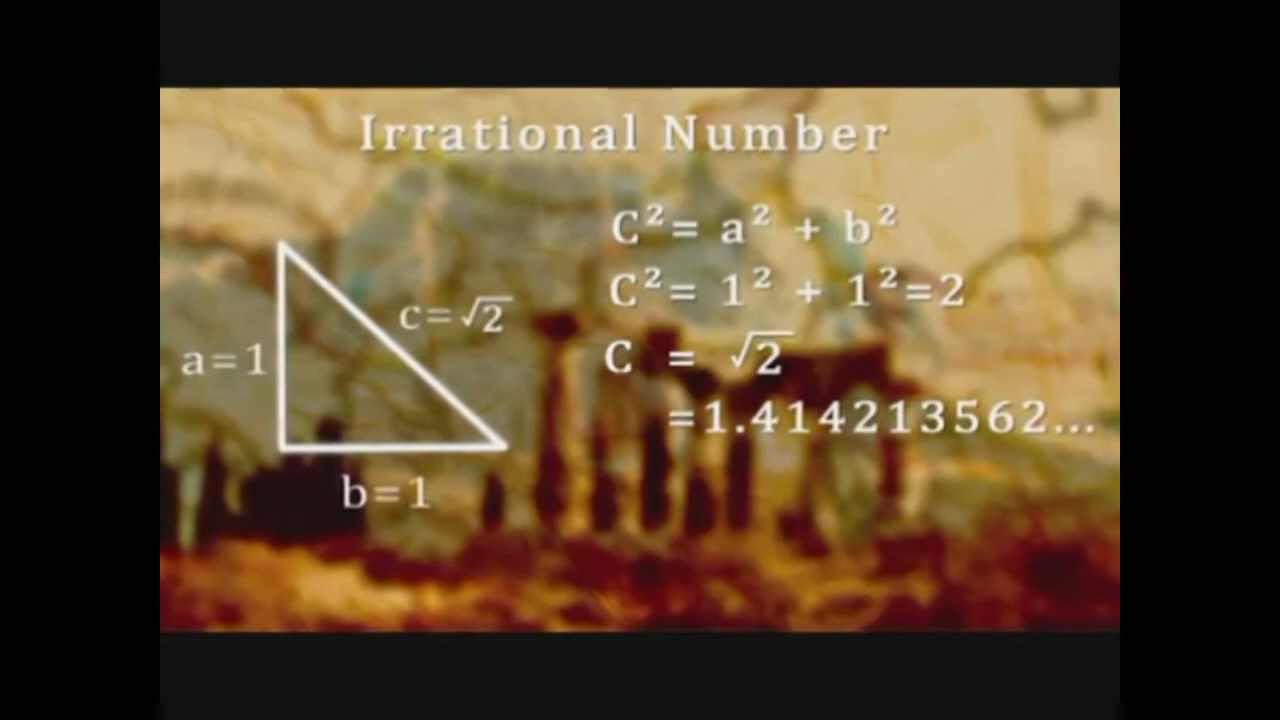 Irrational Number
C²= a² + b²
C²= 1² + 1²=2
C = √2
=1.414213562...
c=√2
a=1
b=1